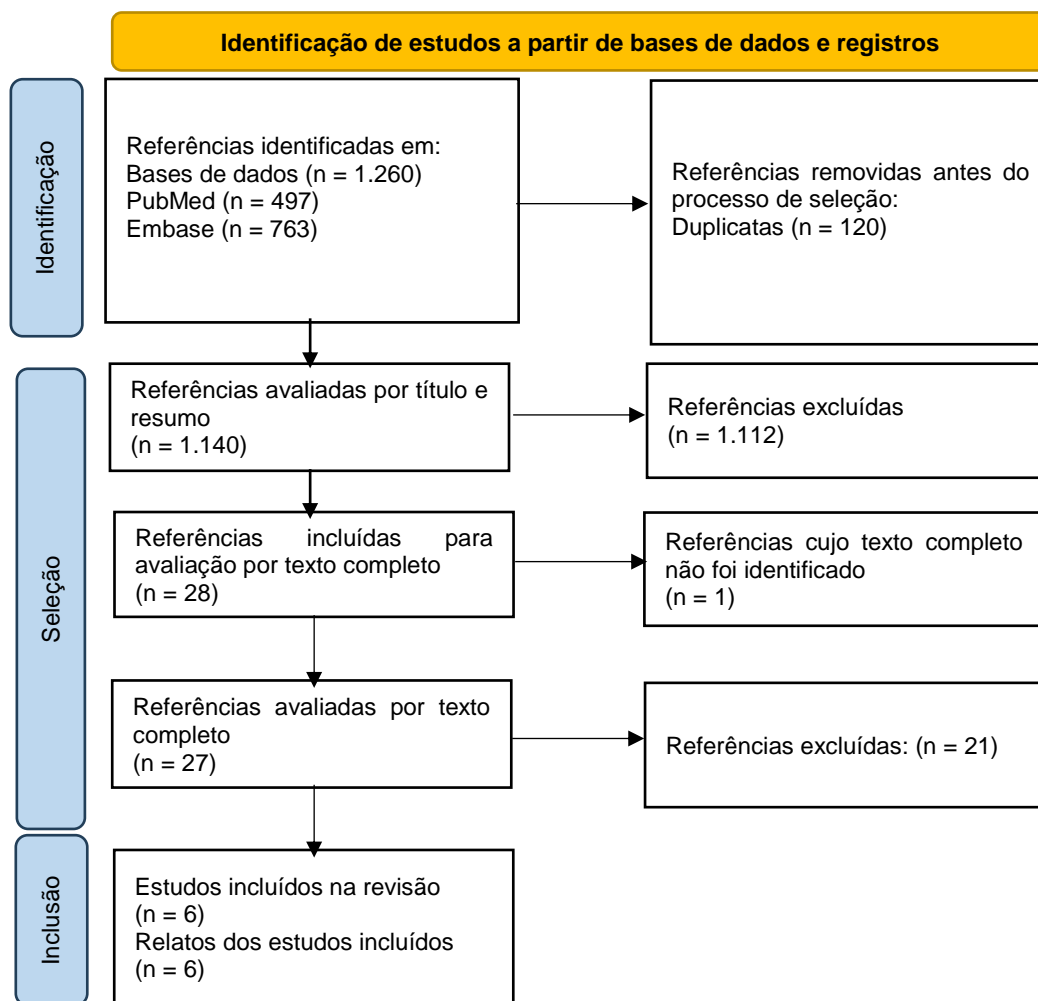 Identificação de estudos a partir de bases de dados e registros
Identificação
Referências identificadas em:
Bases de dados (n = 1.260)
PubMed (n = 497)
Embase (n = 763)
Referências removidas antes do
processo de seleção:
Duplicatas (n = 120)
Seleção
Referências avaliadas por título e
resumo
(n = 1.140)
Referências excluídas
(n = 1.112)
Referências incluídas para
avaliação por texto completo
(n = 28)
Referências cujo texto completo
não foi identificado
(n = 1)
Referências avaliadas por texto
completo
(n = 27)
Referências excluídas: (n = 21)
Inclusão
Estudos incluídos na revisão
(n = 6)
Relatos dos estudos incluídos
(n = 6)